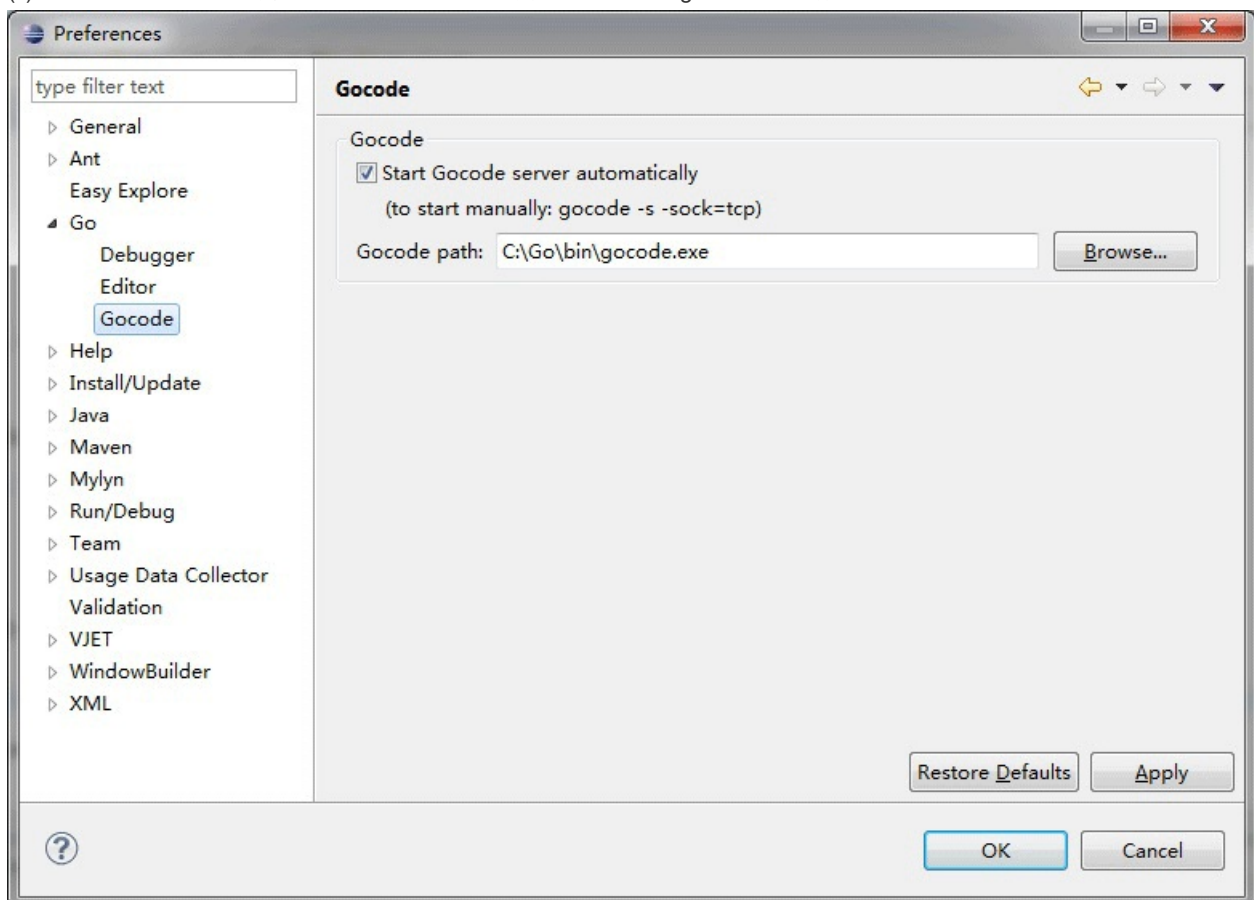 Preferences
type filter text
General
Ant
Easy Explore
Go
Debugger
Editor
Gocode
Help
Install/Update
Java
Maven
Mylyn
Run/Debug
Team
Usage Data Collector
Validation
VJET
WindowBuilder
XML
Gocode
Gocode
Start Gocode server automatically
(to start manually: gocode -s -sock=tcp)
Gocode path: C:\Go\bin\gocode.exe Browse...
Restore Defaults Apply
OK Cancel